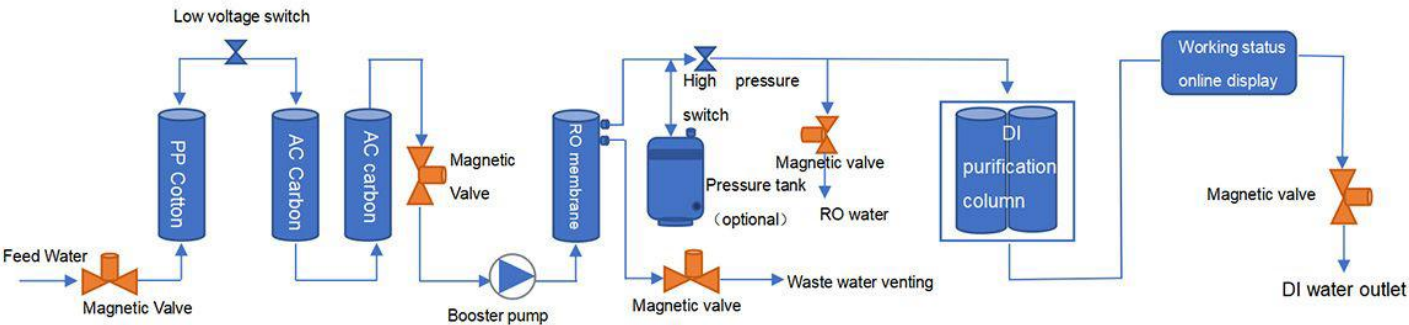 Low voltage switch
PP Cotton
AC Carbon
AC carbon
Magnetic
Valve
Feed Water
Magnetic Valve
Booster pump
RO membrane
High pressure
switch
Pressure tank
（optional）
Magnetic valve
RO water
Magnetic valve
Waste water venting
DI
purification
column
Working status
online display
Magnetic valve
DI water outlet